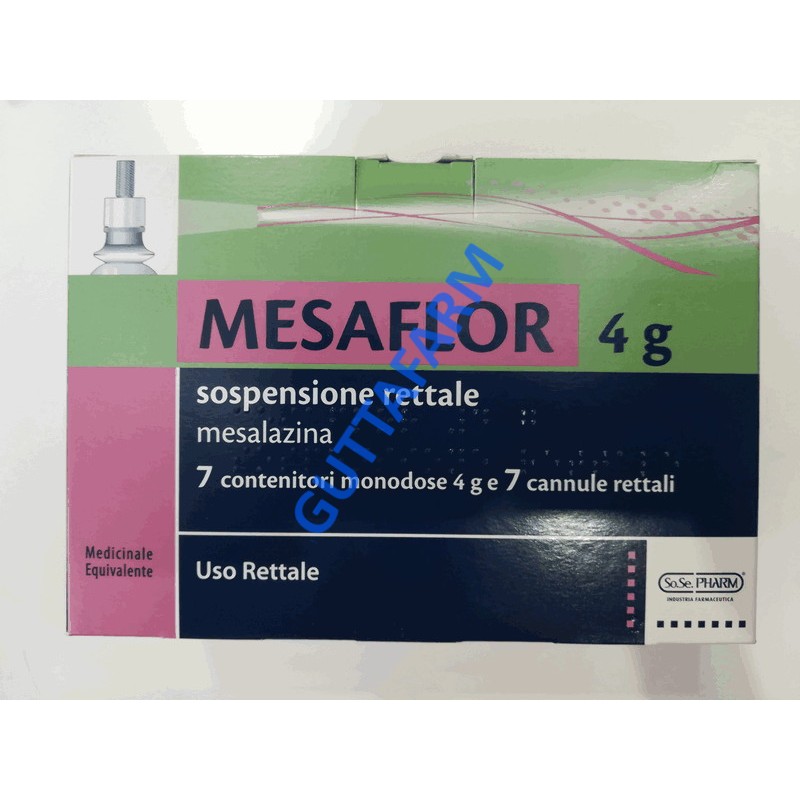 MESAFLOR 4 g
sospensione rettale
mesalazina
7 contenitori monodose 4 g e 7 cannule rettali
Medicinale
Equivalente
Uso Rettale
So.Se. PHARM®
INDUSTRIA FARMACEUTICA
GUTTAFARM